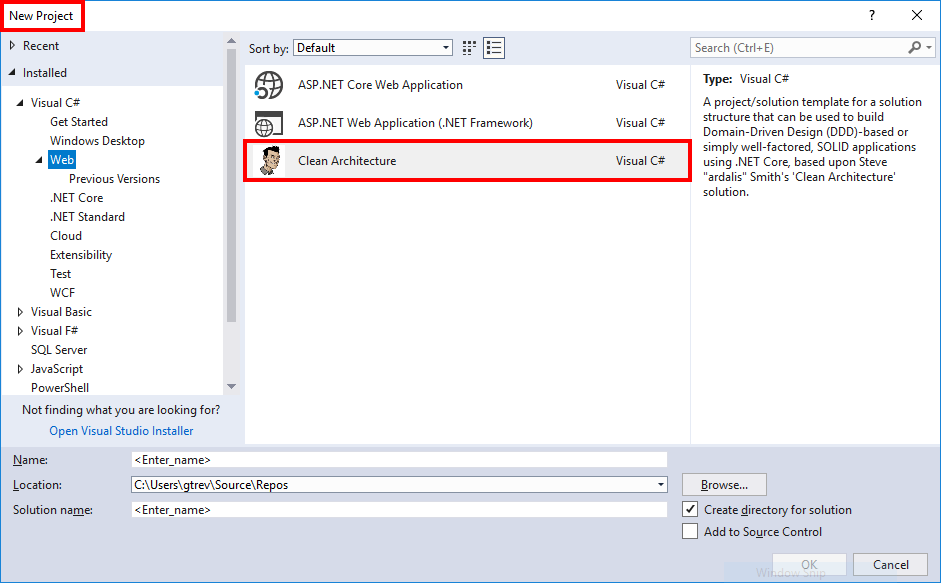 New Project
?
Recent
Installed
Visual C#
Get Started
Windows Desktop
Web
Previous Versions
.NET Core
.NET Standard
Cloud
Extensibility
Test
WCF
Visual Basic
Visual F#
SQL Server
JavaScript
PowerShell
Not finding what you are looking for?
Open Visual Studio Installer
Sort by: Default
ASP.NET Core Web Application Visual C#
ASP.NET Web Application (.NET Framework) Visual C#
Clean Architecture Visual C#
Search (Ctrl+E)
Type: Visual C#
A project/solution template for a solution
structure that can be used to build
Domain-Driven Design (DDD)-based or
simply well-factored, SOLID applications
using .NET Core, based upon Steve
"ardalis" Smith's 'Clean Architecture'
solution.
Name: <Enter_name>
Location: C:\Users\gtrev\Source\Repos
Browse...
Solution name: <Enter_name>
Create directory for solution
Add to Source Control
OK
Cancel
Window Snip